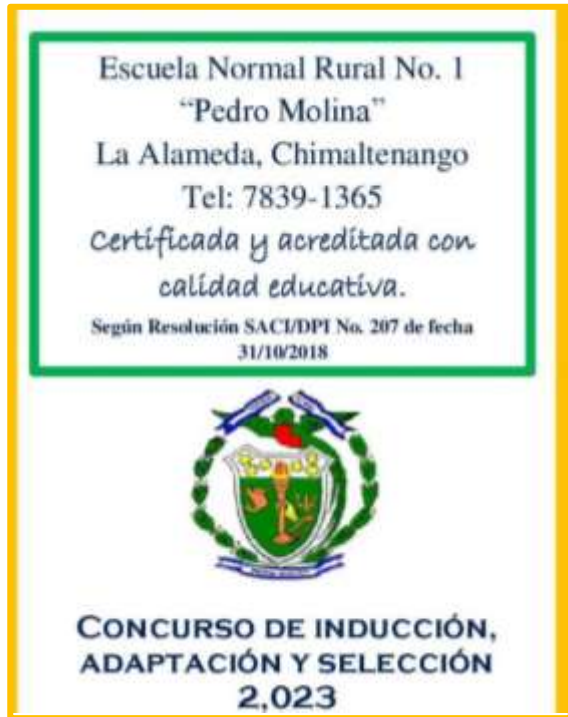 Escuela Normal Rural No. 1
“Pedro Molina”
La Alameda, Chimaltenango
Tel: 7839-1365
Certificada y acreditada con
calidad educativa.
Según Resolución SACI/DPI No. 207 de fecha
31/10/2018
CONCURSO DE INDUCCIÓN,
ADAPTACIÓN Y SELECCIÓN
2,023